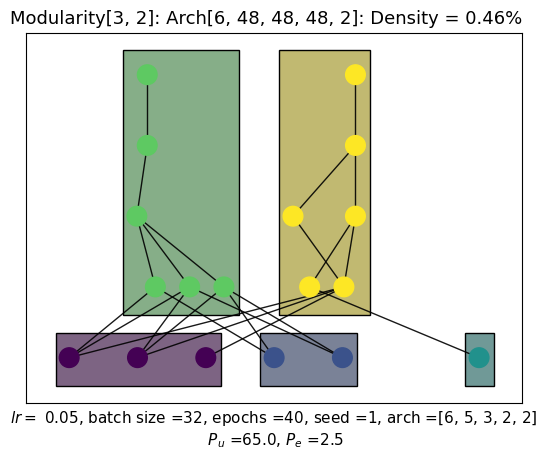 Modularity[3, 2]: Arch[6, 48, 48, 48, 2]: Density = 0.46%
lr = 0.05, batch size =32, epochs =40, seed =1, arch =[6, 5, 3, 2, 2]
P_u =65.0, P_e =2.5